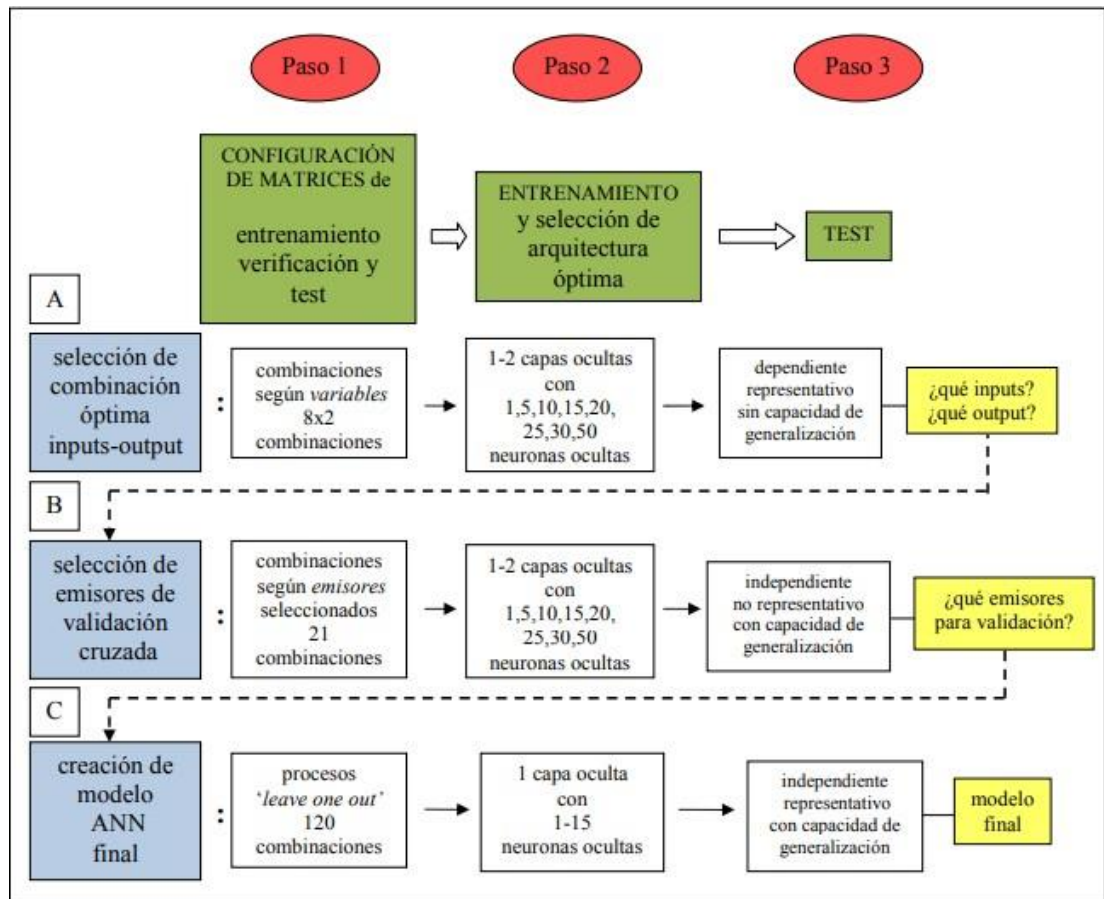 Paso 1
Paso 2
Paso 3
CONFIGURACIÓN
DE MATRICES de
entrenamiento
verificación y
test
ENTRENAMIENTO
y selección de
arquitectura
óptima
TEST
A
selección de
combinación
óptima
inputs-output
:
combinaciones
según variables
8x2
combinaciones
1-2 capas ocultas
con
1,5,10,15,20,
25,30,50
neuronas ocultas
dependiente
representativo
sin capacidad de
generalización
¿qué inputs?
¿qué output?
B
selección de
emisores de
validación
cruzada
:
combinaciones
según emisores
seleccionados
21
combinaciones
1-2 capas ocultas
con
1,5,10,15,20,
25,30,50
neuronas ocultas
independiente
no representativo
con capacidad de
generalización
¿qué emisores
para validación?
C
creación de
modelo
ANN
final
:
procesos
‘leave one out’
120
combinaciones
1 capa oculta
con
1-15
neuronas ocultas
independiente
representativo
con capacidad de
generalización
modelo
final